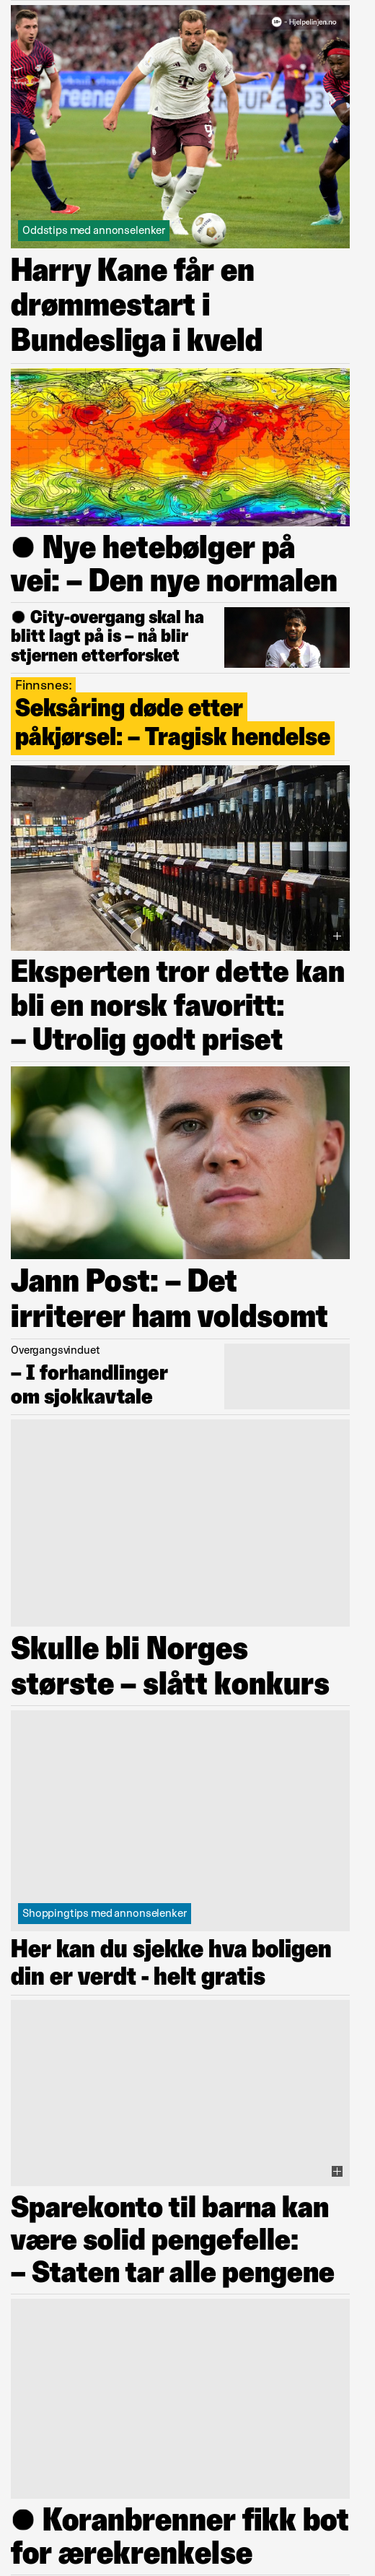 18+ - Hjelpelinjen.no
Oddstips med annonselenker
Harry Kane får en
drømmestart i
Bundesliga i kveld
● Nye hetebølger på
vei: – Den nye normalen
● City-overgang skal ha
blitt lagt på is – nå blir
stjernen etterforsket
Finnsnes:
Seksåring døde etter
påkjørsel: – Tragisk hendelse
Eksperten tror dette kan
bli en norsk favoritt:
– Utrolig godt priset
Jann Post: – Det
irriterer ham voldsomt
Overgangsvinduet
– I forhandlinger
om sjokkavtale
Skulle bli Norges
største – slått konkurs
Shoppingtips med annonselenker
Her kan du sjekke hva boligen
din er verdt - helt gratis
Sparekonto til barna kan
være solid pengefelle:
– Staten tar alle pengene
● Koranbrenner fikk bot
for ærekrenkelse